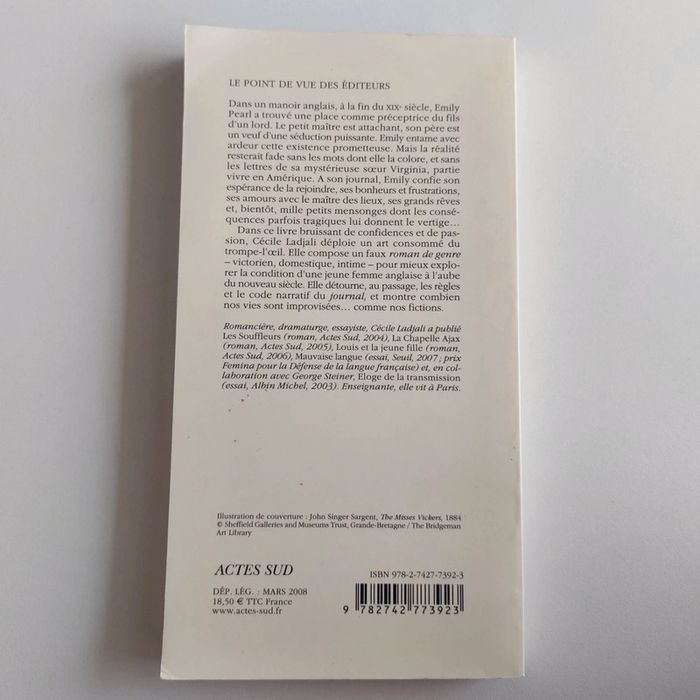 LE POINT DE VUE DES ÉDITEURS
Dans un manoir anglais, à la fin du XIXe siècle, Emily
Pearl a trouvé une place comme préceptrice du fils
d'un lord. Le petit maître est attachant, son père est
un veuf d'une séduction puissante. Emily entame avec
ardeur cette existence prometteuse. Mais la réalité
resterait fade sans les mots dont elle la colore, et sans
les lettres de sa mystérieuse sœur Virginia, partie
vivre en Amérique. A son journal, Emily confie son
espérance de la rejoindre, ses bonheurs et frustrations,
ses amours avec le maître des lieux, ses grands rêves
et, bientôt, mille petits mensonges dont les consé-
quences parfois tragiques lui donnent le vertige...
Dans ce livre bruissant de confidences et de pas-
sion, Cécile Ladjali déploie un art consommé du
trompe-l'œil. Elle compose un faux roman de genre
– victorien, domestique, intime – pour mieux explo-
rer la condition d'une jeune femme anglaise à l'aube
du nouveau siècle. Elle détourne, au passage, les règles
et le code narratif du journal, et montre combien
nos vies sont improvisées... comme nos fictions.
Romancière, dramaturge, essayiste, Cécile Ladjali a publié
Les Souffleurs (roman, Actes Sud, 2004), La Chapelle Ajax
(roman, Actes Sud, 2005), Louis et la jeune fille (roman,
Actes Sud, 2006), Mauvaise langue (essai, Seuil, 2007 ; prix
Femina pour la Défense de la langue française) et, en col-
laboration avec George Steiner, Eloge de la transmission
(essai, Albin Michel, 2003). Enseignante, elle vit à Paris.
Illustration de couverture : John Singer Sargent, The Misses Vickers, 1884
© Sheffield Galleries and Museums Trust, Grande-Bretagne / The Bridgeman
Art Library
ACTES SUD
DÉP. LÉG. : MARS 2008
18,50 € TTC France
www.actes-sud.fr
ISBN 978-2-7427-7392-3
9 782742 773923